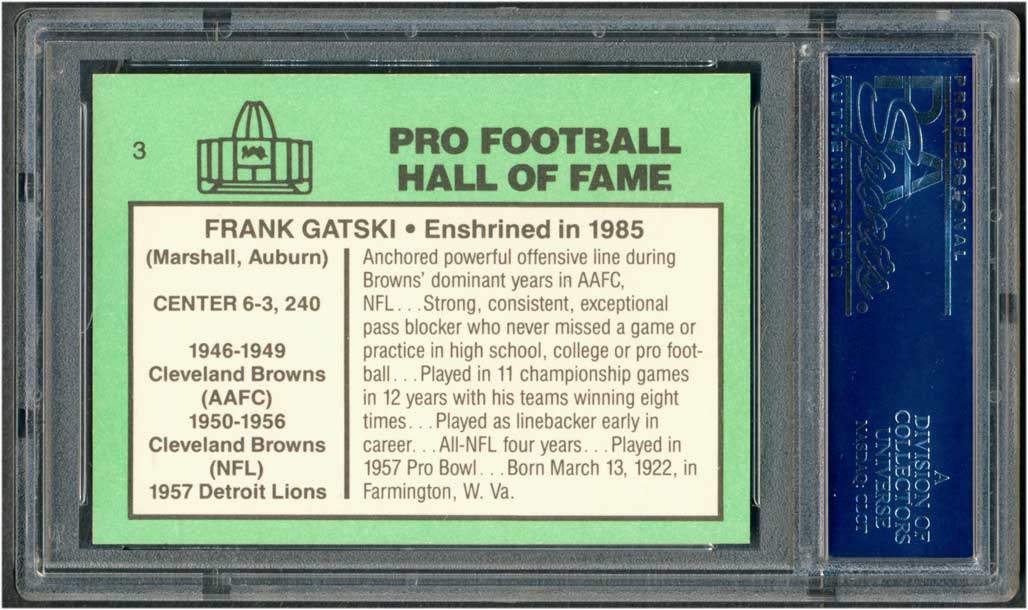 3
PRO FOOTBALL
HALL OF FAME
FRANK GATSKI • Enshrined in 1985
(Marshall, Auburn)
CENTER 6-3, 240
1946-1949
Cleveland Browns
(AAFC)
1950-1956
Cleveland Browns
(NFL)
1957 Detroit Lions
Anchored powerful offensive line during
Browns' dominant years in AAFC,
NFL. . .Strong, consistent, exceptional
pass blocker who never missed a game or
practice in high school, college or pro foot-
ball. . .Played in 11 championship games
in 12 years with his teams winning eight
times. . .Played as linebacker early in
career. . .All-NFL four years. . .Played in
1957 Pro Bowl. . .Born March 13, 1922, in
Farmington, W. Va.
PROFESSIONAL
PSA
Sports
AUTHENTICATOR
A
DIVISION OF
COLLECTORS
UNIVERSE
NASDAQ: CLCT